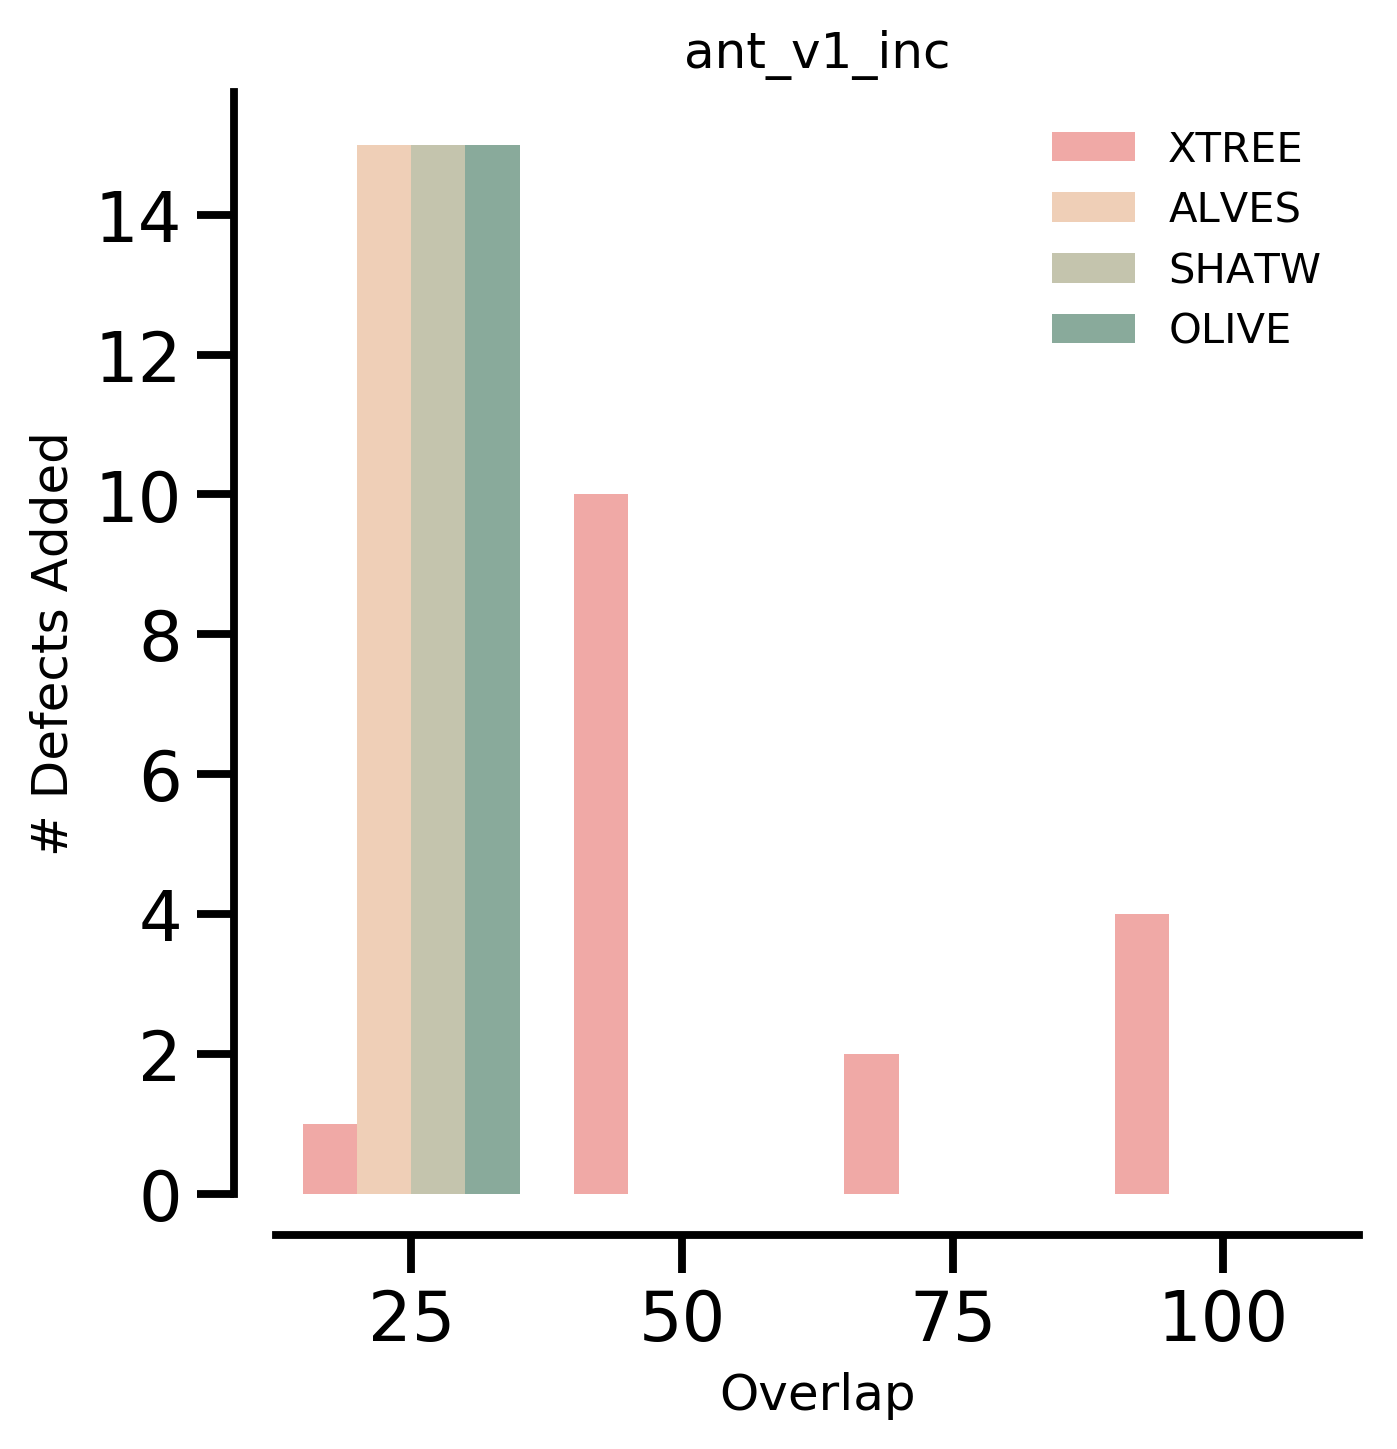 ant_v1_inc
XTREE
ALVES
SHATW
OLIVE
# Defects Added
14
12
10
8
6
4
2
0
25 50 75 100
Overlap